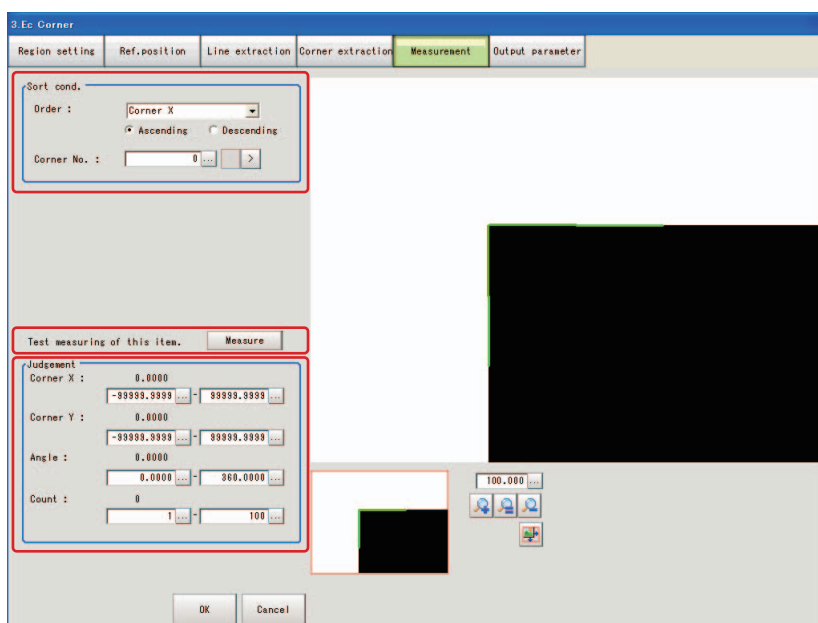 3.Ec Corner
Region setting Ref.position Line extraction Corner extraction Measurement Output parameter
Sort cond.
Order : Corner X
Ascending Descending
Corner No. : 0 ... >
Test measuring of this item. Measure
Judgement
Corner X : 0.0000
-99999.9999 ... - 99999.9999 ...
Corner Y : 0.0000
-99999.9999 ... - 99999.9999 ...
Angle : 0.0000
0.0000 ... - 360.0000 ...
Count : 0
1 ... - 100 ...
100.000 ...
OK Cancel